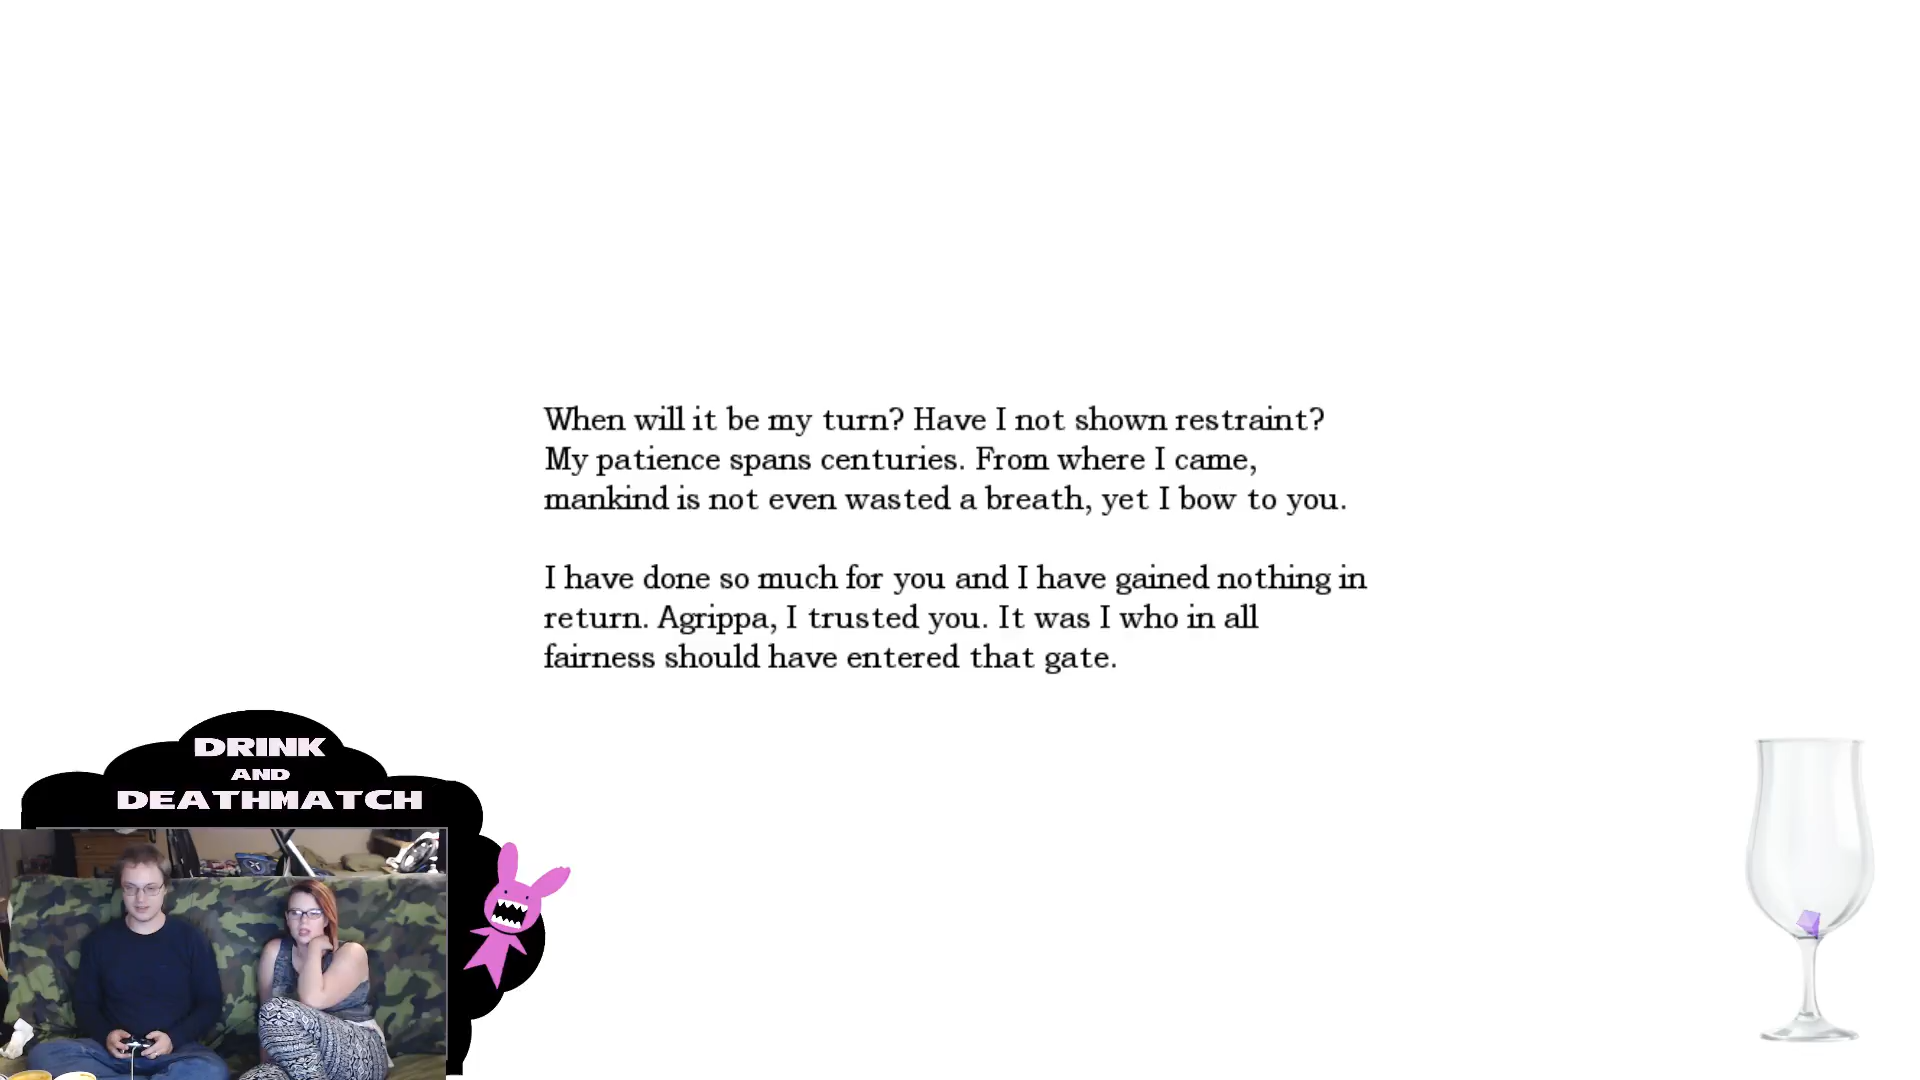 When will it be my turn? Have I not shown restraint?
My patience spans centuries. From where I came,
mankind is not even wasted a breath, yet I bow to you.
I have done so much for you and I have gained nothing in
return. Agrippa, I trusted you. It was I who in all
fairness should have entered that gate.
DRINK
AND
DEATHMATCH